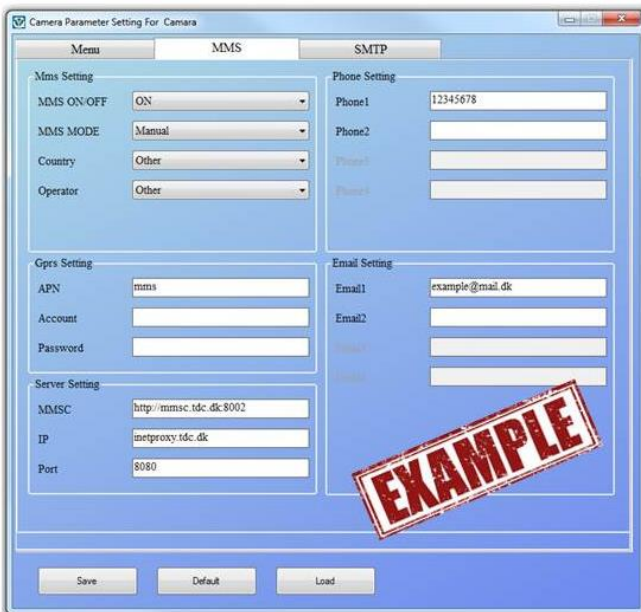 Camera Parameter Setting For Camara
Menu
MMS
SMTP
Mms Setting
MMS ON/OFF
ON
MMS MODE
Manual
Country
Other
Operator
Other
Phone Setting
Phone1
12345678
Phone2
Phone3
Phone4
Gprs Setting
APN
mms
Account
Password
Email Setting
Email1
example@mail.dk
Email2
Server Setting
MMSC
http://mmsc.tdc.dk:8002
IP
inetproxy.tdc.dk
Port
8080
EXAMPLE
Save
Default
Load